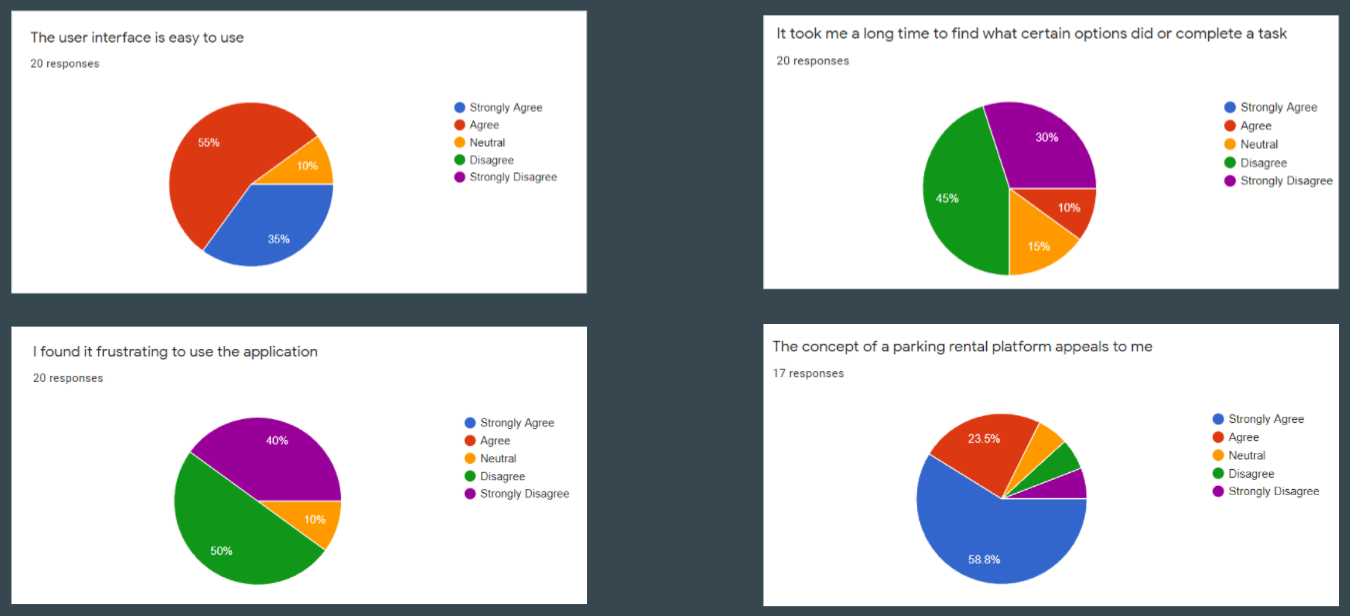 The user interface is easy to use
20 responses
Strongly Agree
Agree
Neutral
Disagree
Strongly Disagree
55%
10%
35%
It took me a long time to find what certain options did or complete a task
20 responses
Strongly Agree
Agree
Neutral
Disagree
Strongly Disagree
30%
45%
10%
15%
I found it frustrating to use the application
20 responses
Strongly Agree
Agree
Neutral
Disagree
Strongly Disagree
40%
10%
50%
The concept of a parking rental platform appeals to me
17 responses
Strongly Agree
Agree
Neutral
Disagree
Strongly Disagree
23.5%
58.8%